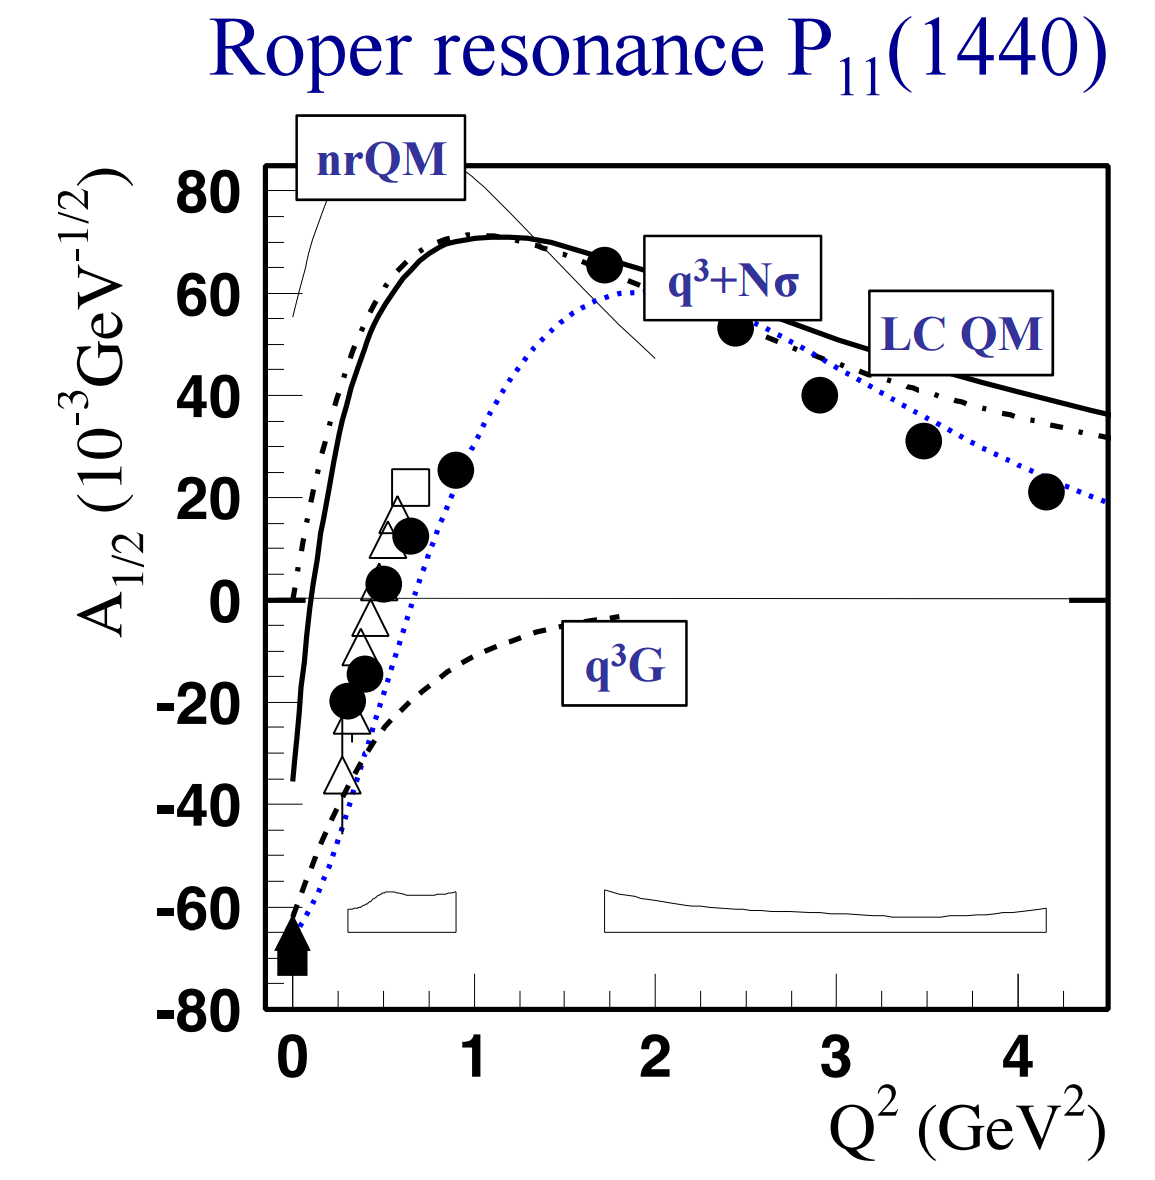 Roper resonance P11(1440)
nrQM
q3+Nσ
LC QM
q3G
A1/2 (10-3GeV-1/2)
80
60
40
20
0
-20
-40
-60
-80
0 1 2 3 4
Q2 (GeV2)